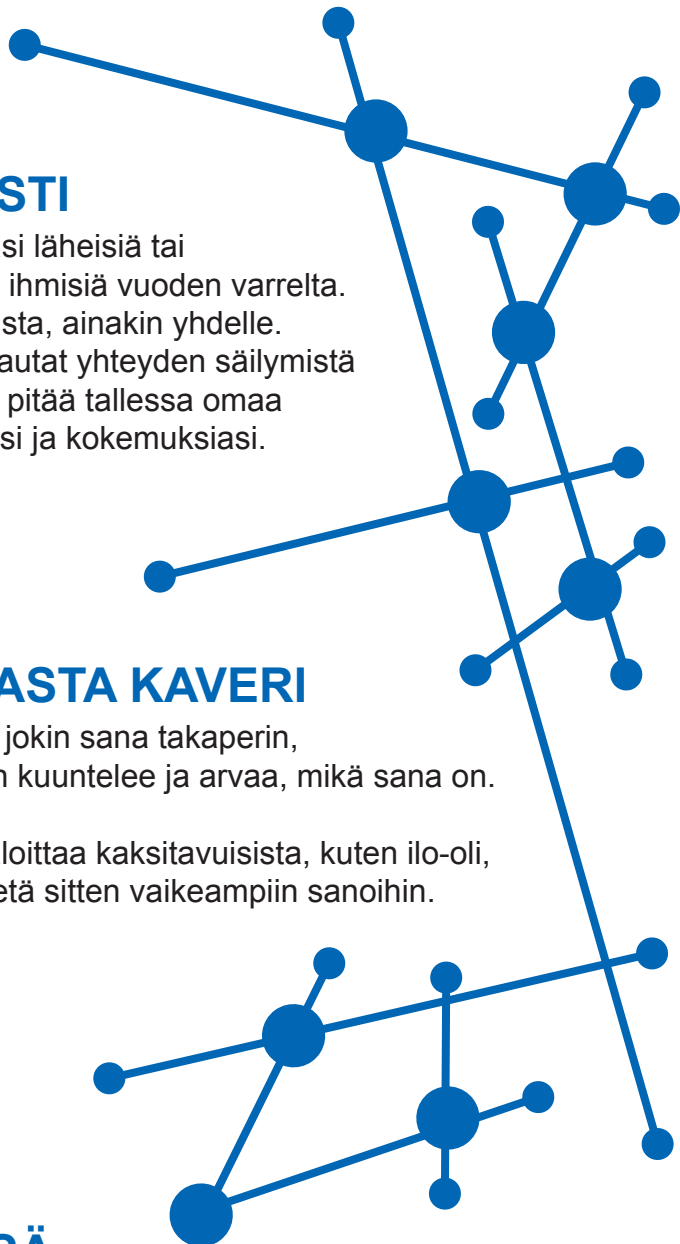 STI
si läheisiä tai
ihmisiä vuoden varrelta.
sta, ainakin yhdelle.
autat yhteyden säilymistä
pitää tallessa omaa
si ja kokemuksiasi.
ASTA KAVERI
jokin sana takaperin,
n kuuntelee ja arvaa, mikä sana on.
loittaa kaksitavuisista, kuten ilo-oli,
etä sitten vaikeampiin sanoihin.